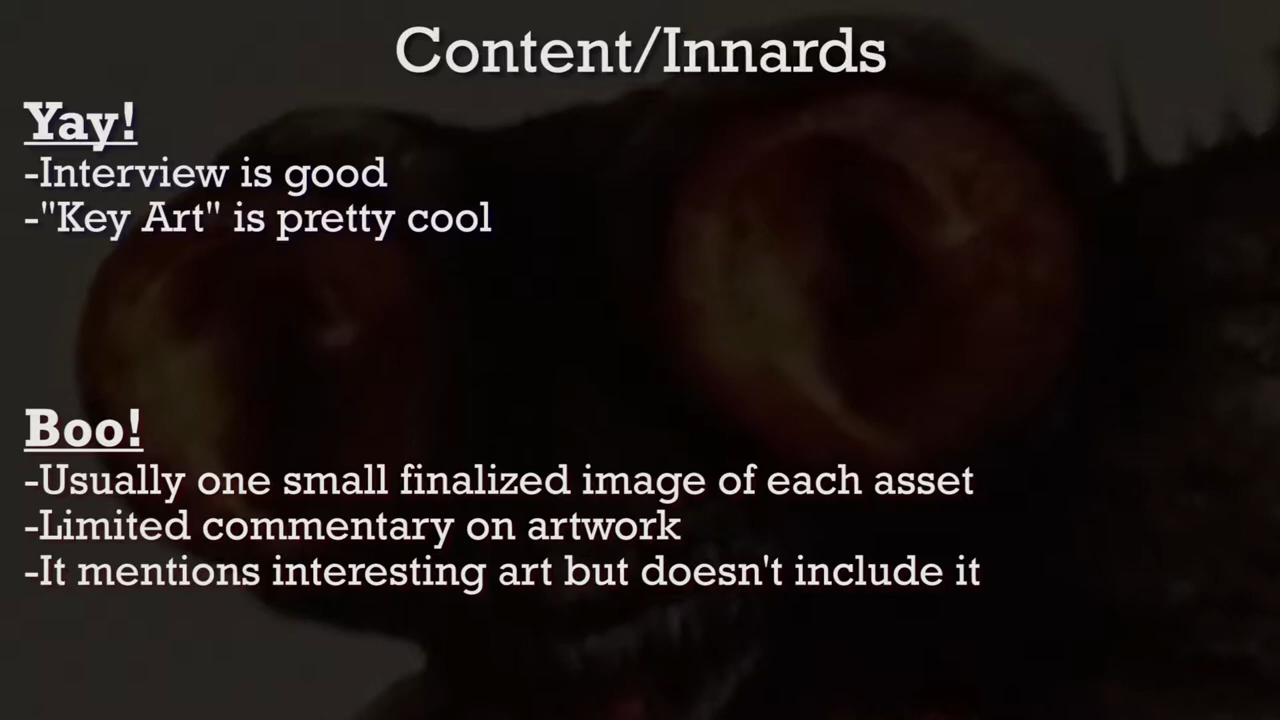 Content/Innards
Yay!
-Interview is good
-"Key Art" is pretty cool
Boo!
-Usually one small finalized image of each asset
-Limited commentary on artwork
-It mentions interesting art but doesn't include it